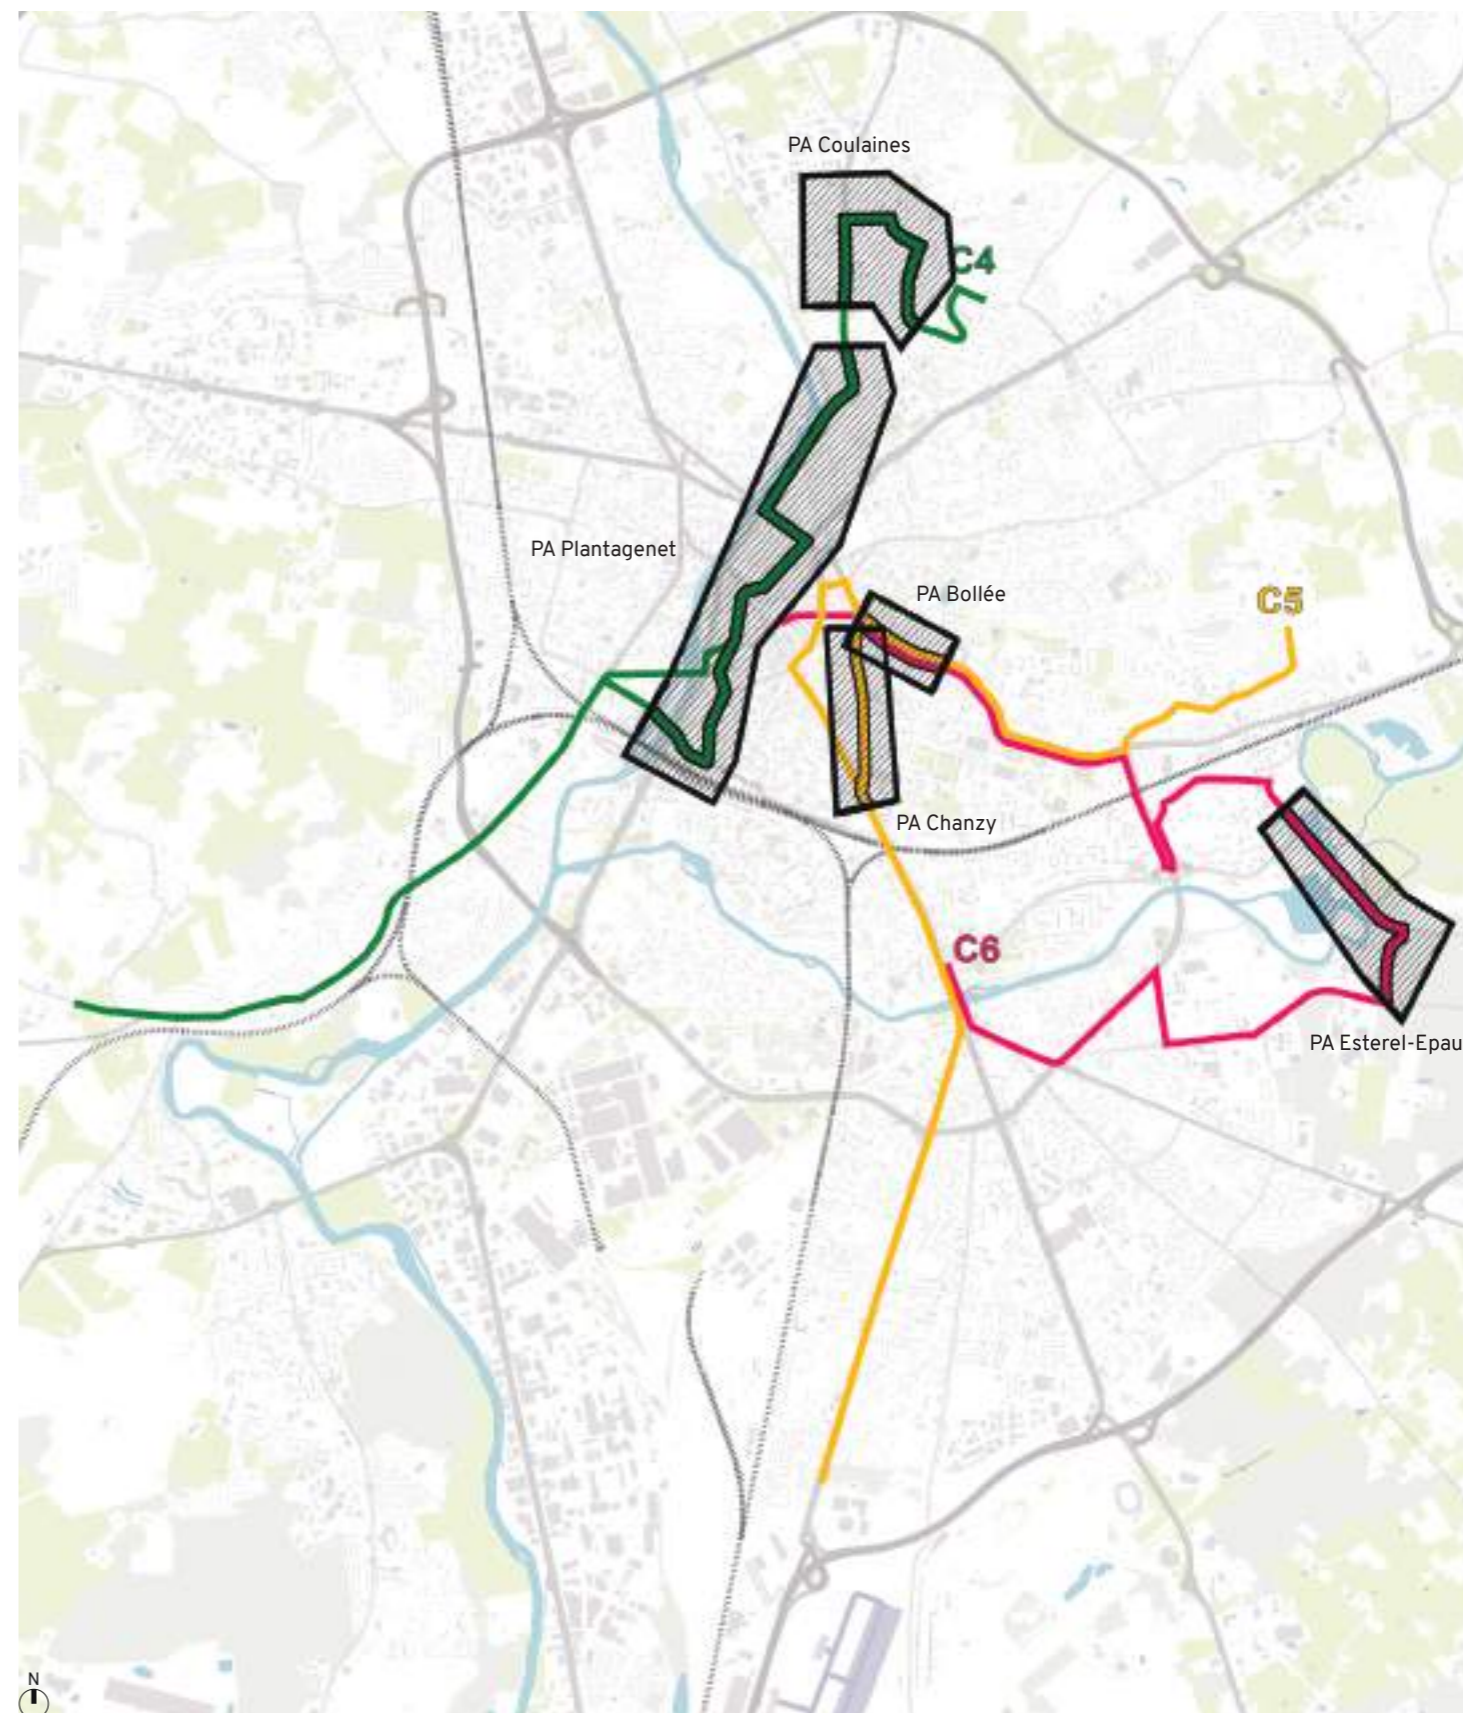 PA Coulaines
C4
PA Plantagenet
PA Bollée
C5
PA Chanzy
C6
PA Esterel-Epau
N